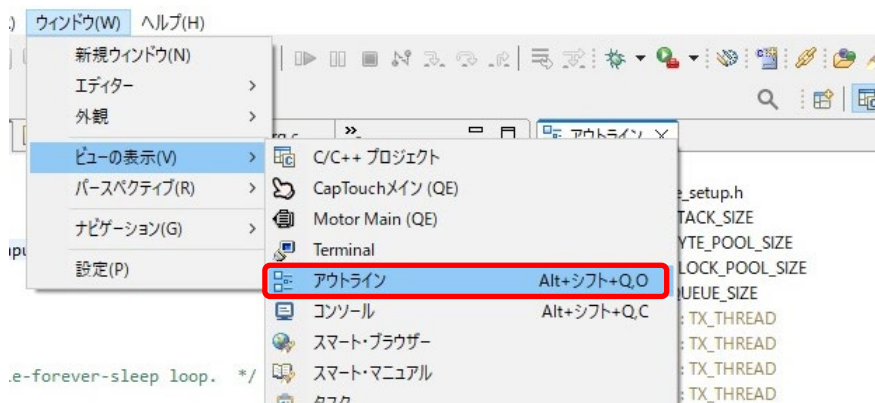 ウィンドウ(W) ヘルプ(H)
新規ウィンドウ(N)
エディター >
外観 >
アウトライン
ビューの表示(V) >
パースペクティブ(R) >
ナビゲーション(G) >
設定(P)
C/C++ プロジェクト
CapTouchメイン (QE)
Motor Main (QE)
Terminal
アウトライン Alt+シフト+Q,O
コンソール Alt+シフト+Q,C
スマート・ブラウザー
スマート・マニュアル
タスク
e_setup.h
TACK_SIZE
YTE_POOL_SIZE
LOCK_POOL_SIZE
UEUE_SIZE
: TX_THREAD
: TX_THREAD
: TX_THREAD
: TX_THREAD
le-forever-sleep loop. */